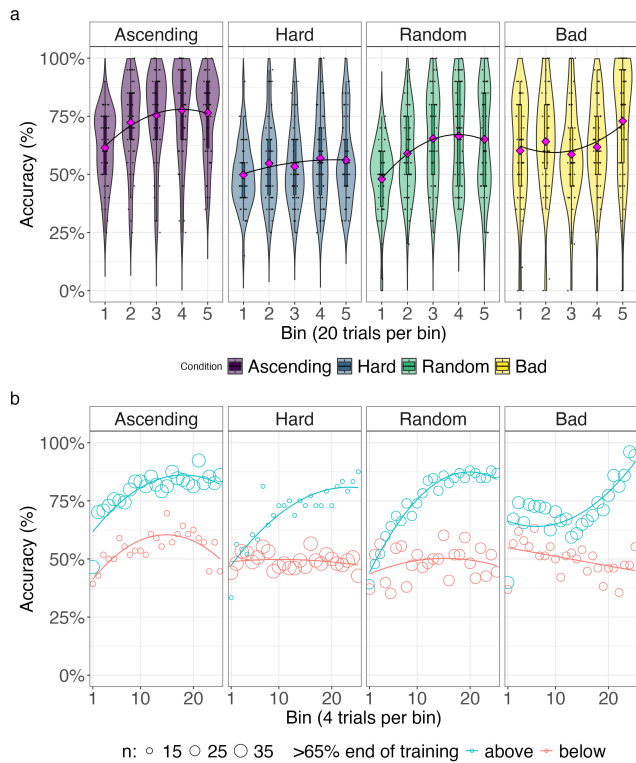 a
Ascending Hard Random Bad
100%
75%
50%
25%
0%
Accuracy (%)
1 2 3 4 5 1 2 3 4 5 1 2 3 4 5 1 2 3 4 5
Bin (20 trials per bin)
Condition Ascending Hard Random Bad
b
Ascending Hard Random Bad
100%
75%
50%
25%
0%
Accuracy (%)
1 10 20 1 10 20 1 10 20 1 10 20
Bin (4 trials per bin)
n: 15 25 35 >65% end of training above below